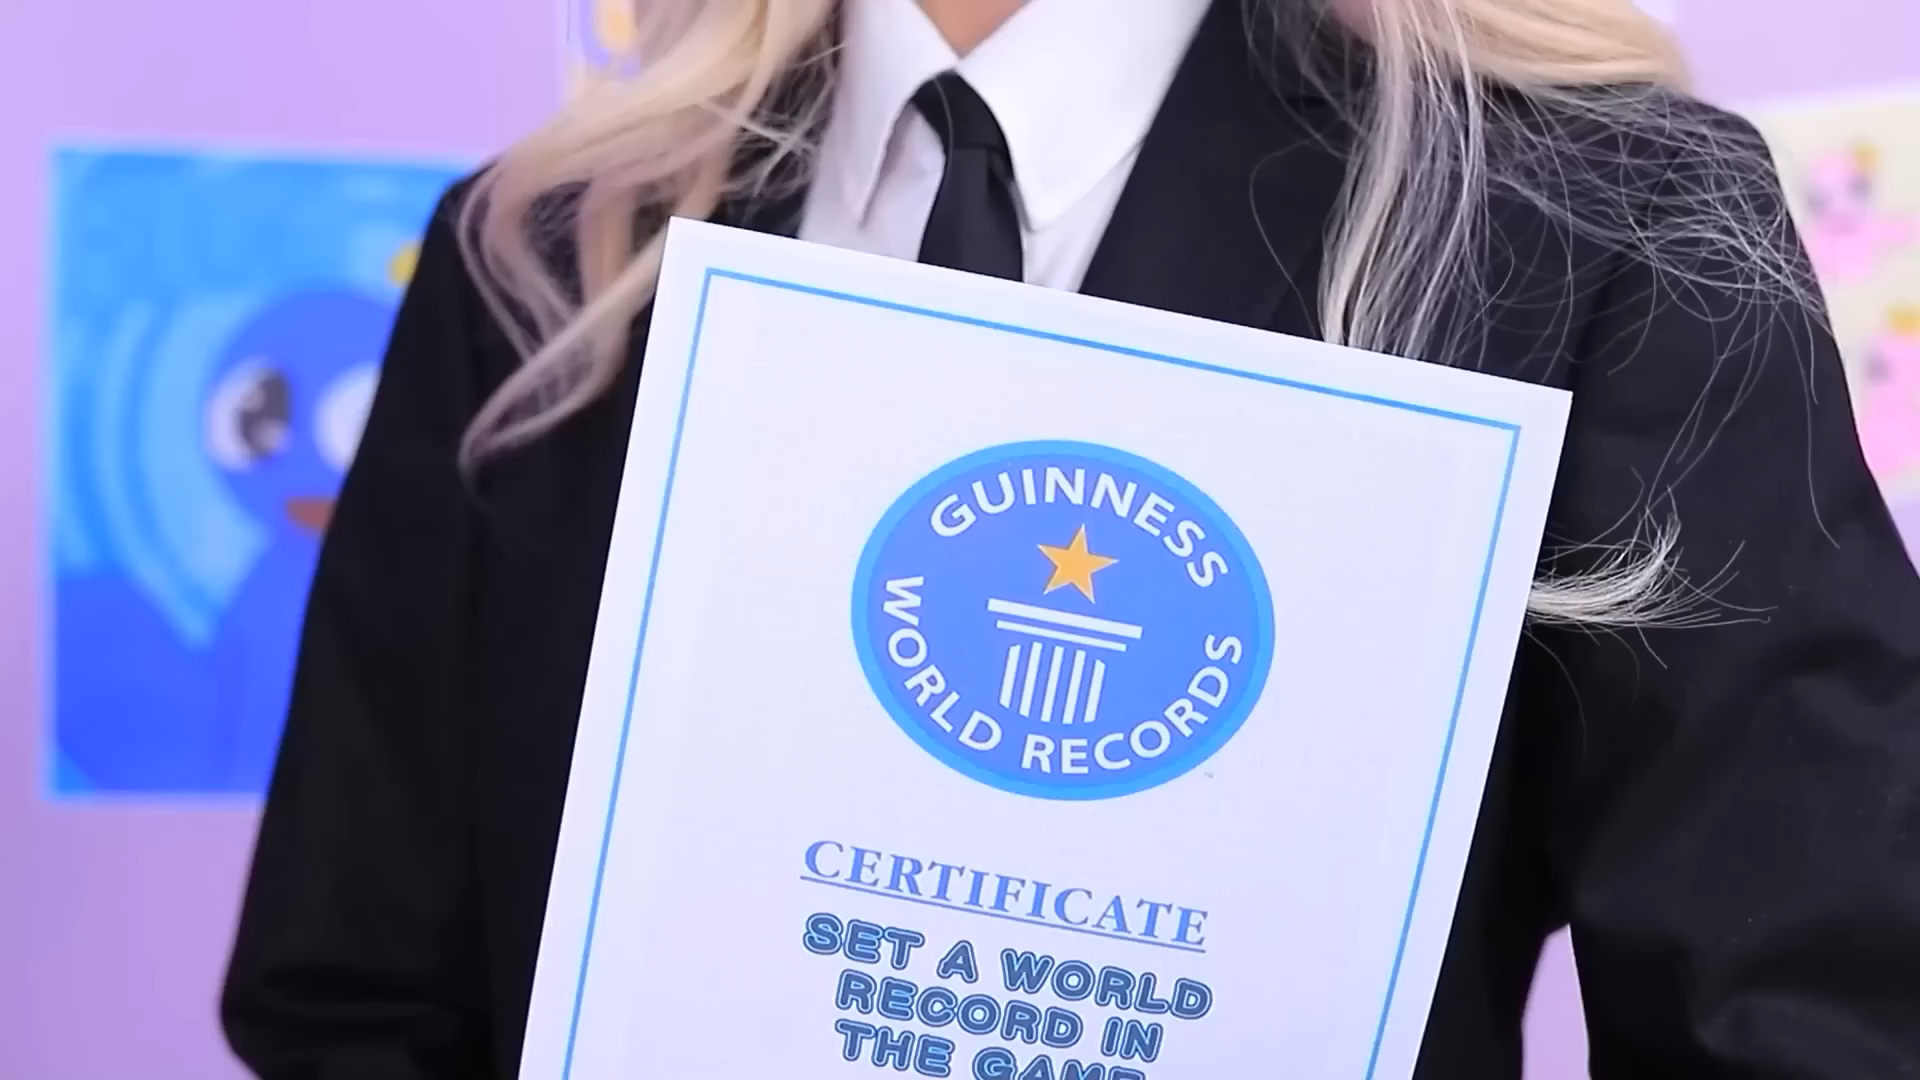 GUINNESS
WORLD RECORDS
CERTIFICATE
SET A WORLD
RECORD IN
THE GAME